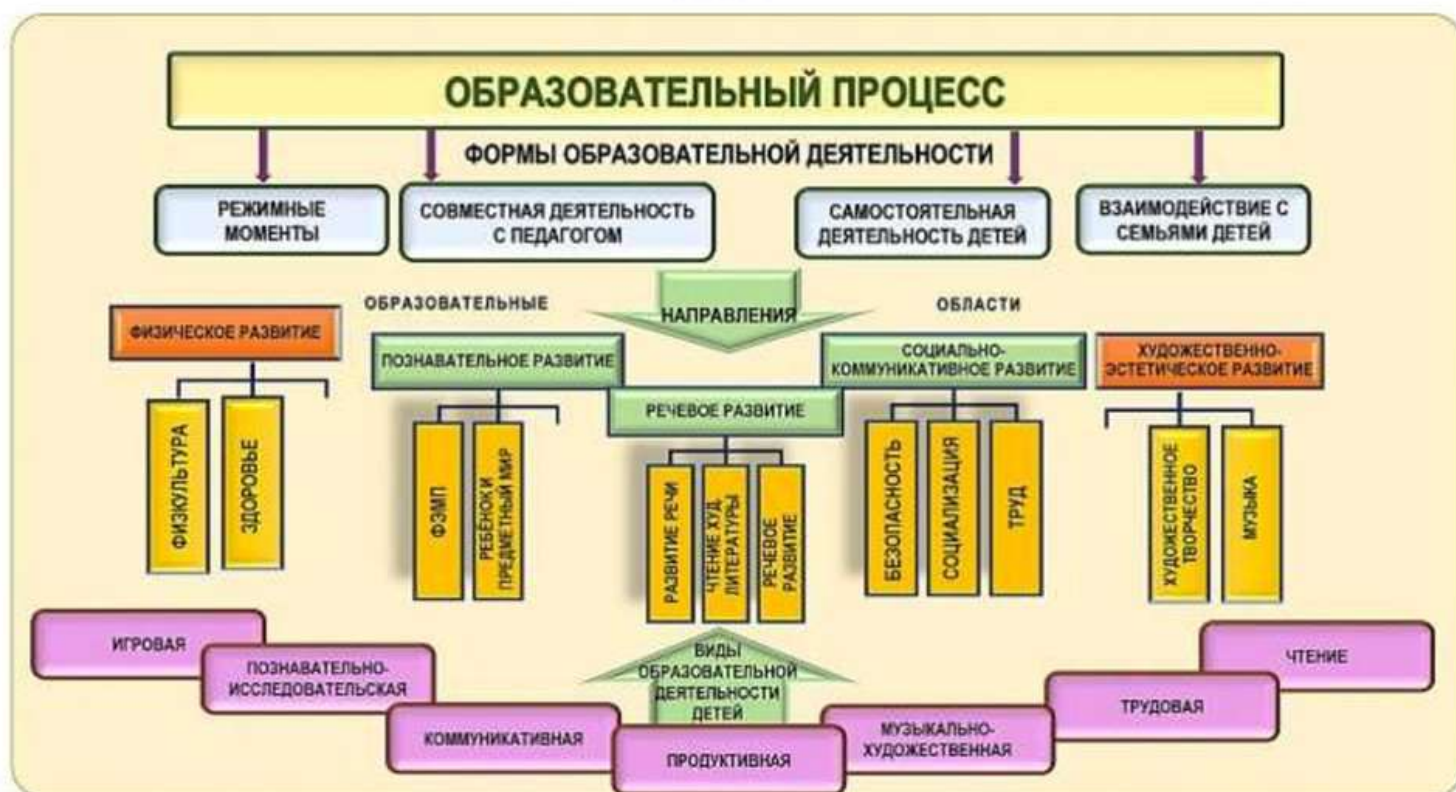 ОБРАЗОВАТЕЛЬНЫЙ ПРОЦЕСС
ФОРМЫ ОБРАЗОВАТЕЛЬНОЙ ДЕЯТЕЛЬНОСТИ
РЕЖИМНЫЕ
МОМЕНТЫ
СОВМЕСТНАЯ ДЕЯТЕЛЬНОСТЬ
С ПЕДАГОГОМ
САМОСТОЯТЕЛЬНАЯ
ДЕЯТЕЛЬНОСТЬ ДЕТЕЙ
ВЗАИМОДЕЙСТВИЕ С
СЕМЬЯМИ ДЕТЕЙ
ОБРАЗОВАТЕЛЬНЫЕ
НАПРАВЛЕНИЯ
ОБЛАСТИ
ФИЗИЧЕСКОЕ РАЗВИТИЕ
ПОЗНАВАТЕЛЬНОЕ РАЗВИТИЕ
РЕЧЕВОЕ РАЗВИТИЕ
СОЦИАЛЬНО-
КОММУНИКАТИВНОЕ РАЗВИТИЕ
ХУДОЖЕСТВЕННО-
ЭСТЕТИЧЕСКОЕ РАЗВИТИЕ
ФИЗКУЛЬТУРА
ЗДОРОВЬЕ
ФЭМП
РЕБЁНОК И
ПРЕДМЕТНЫЙ МИР
РАЗВИТИЕ РЕЧИ
ЧТЕНИЕ ХУД.
ЛИТЕРАТУРЫ
РЕЧЕВОЕ
РАЗВИТИЕ
БЕЗОПАСНОСТЬ
СОЦИАЛИЗАЦИЯ
ТРУД
ХУДОЖЕСТВЕННОЕ
ТВОРЧЕСТВО
МУЗЫКА
ВИДЫ
ОБРАЗОВАТЕЛЬНОЙ
ДЕЯТЕЛЬНОСТИ
ДЕТЕЙ
ИГРОВАЯ
ПОЗНАВАТЕЛЬНО-
ИССЛЕДОВАТЕЛЬСКАЯ
КОММУНИКАТИВНАЯ
ПРОДУКТИВНАЯ
МУЗЫКАЛЬНО-
ХУДОЖЕСТВЕННАЯ
ТРУДОВАЯ
ЧТЕНИЕ